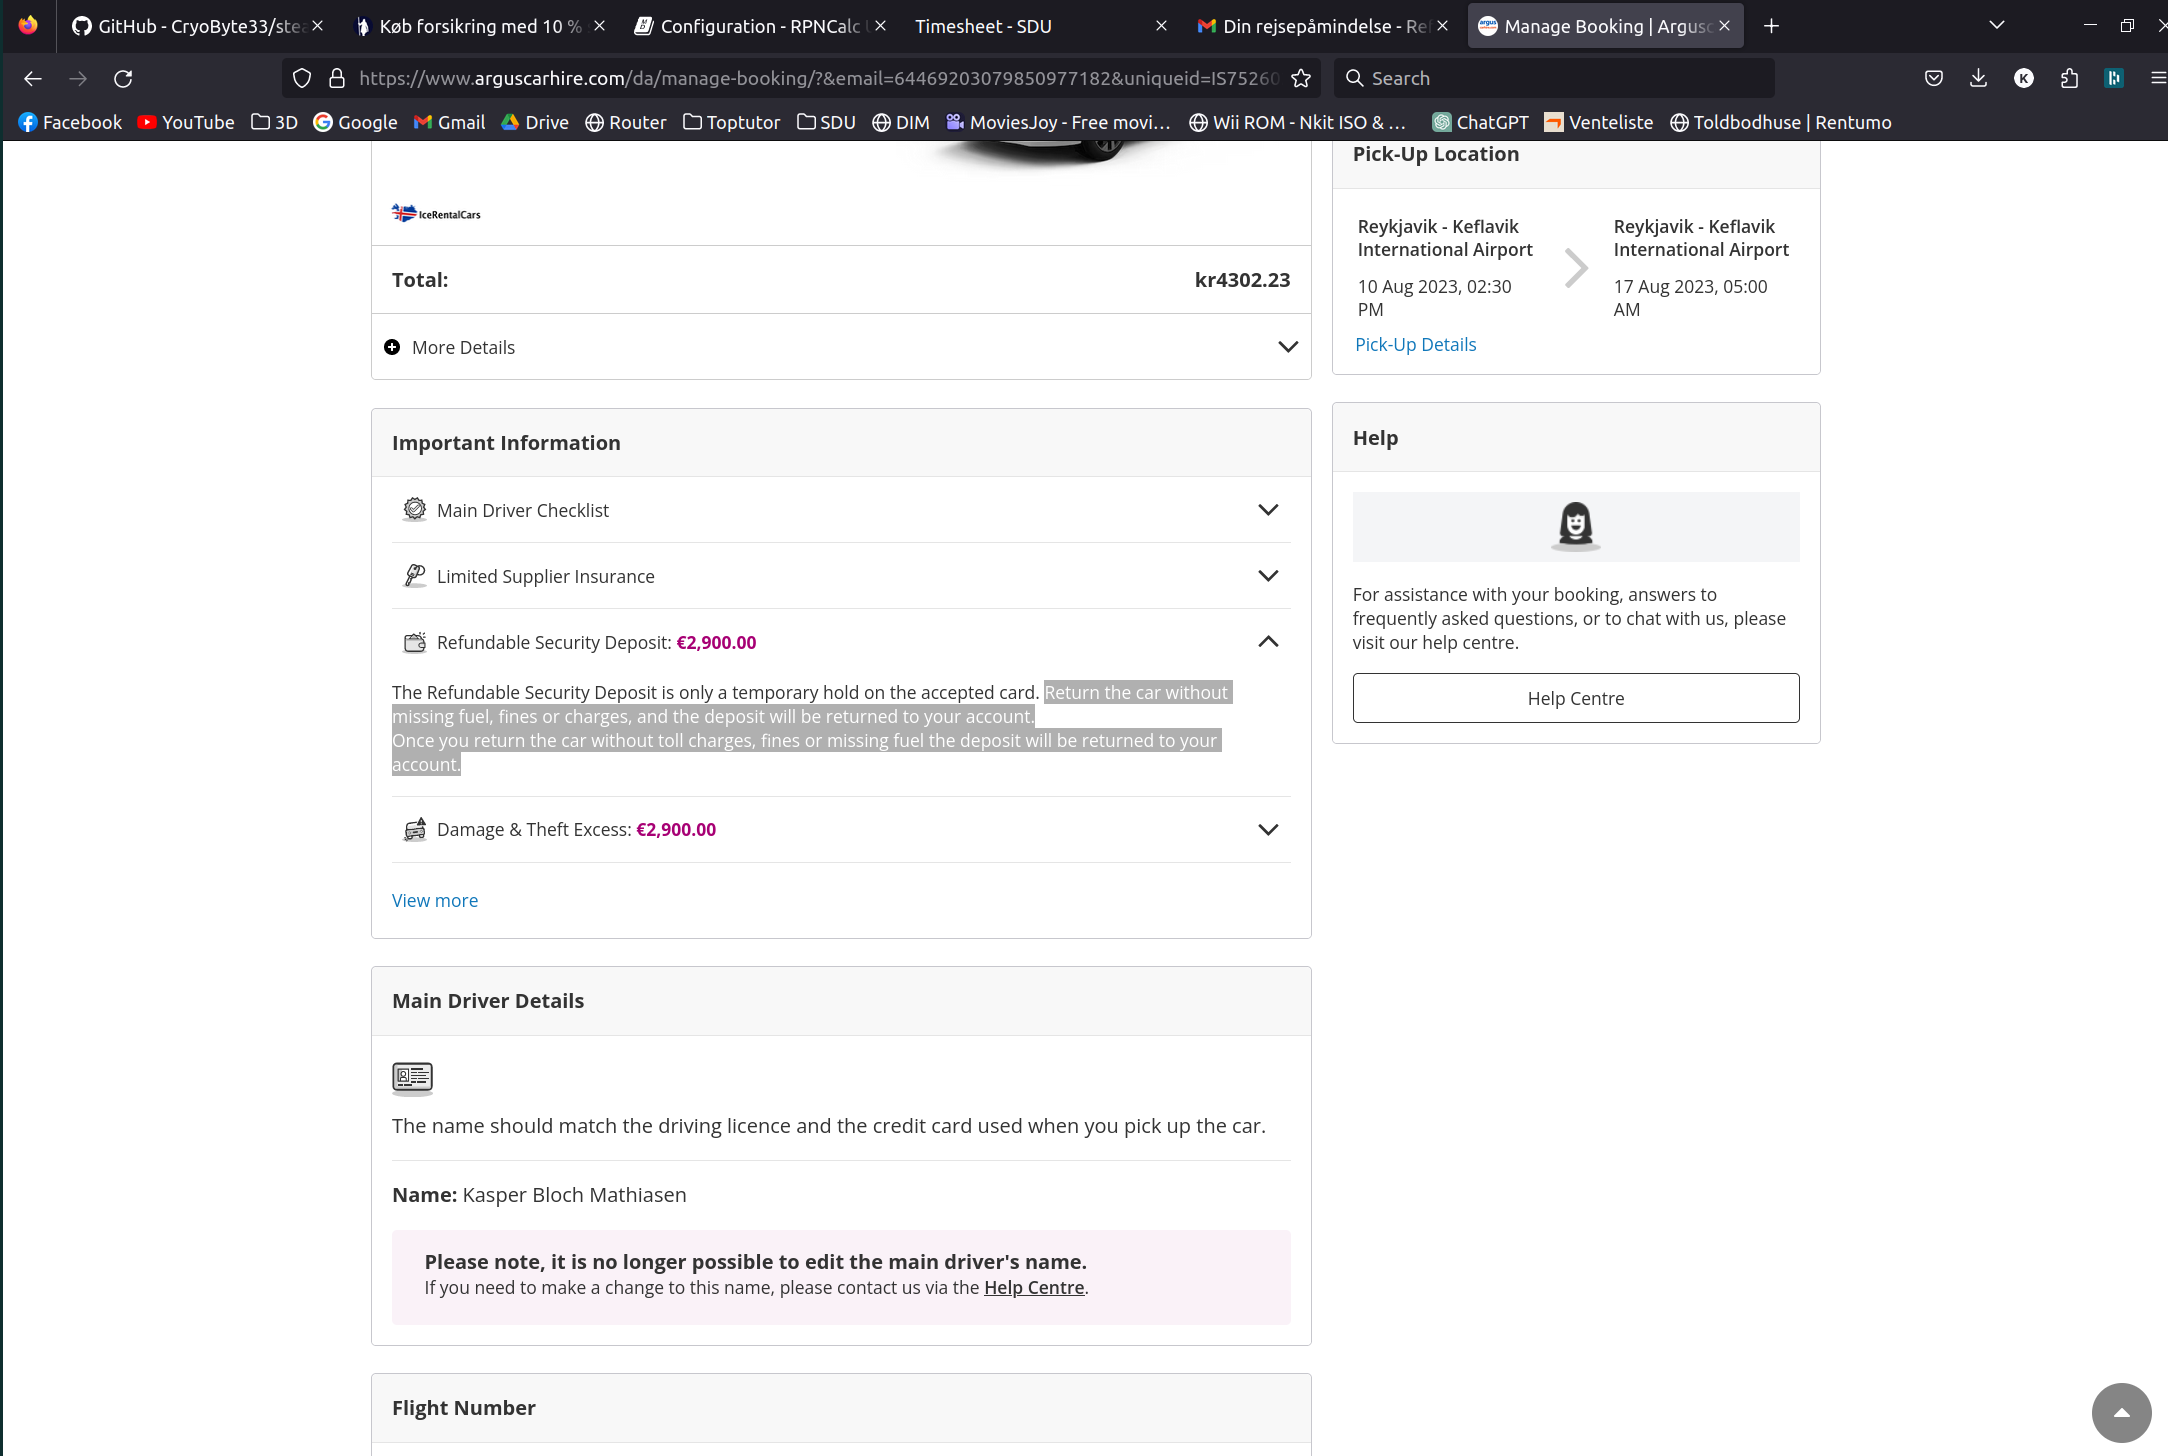 GitHub - CryoByte33/stea
Køb forsikring med 10 %
Configuration - RPNCalc
Timesheet - SDU
Din rejsepåmindelse - Ref
Manage Booking | Argusc
https://www.arguscarhire.com/da/manage-booking/?&email=64469203079850977182&uniqueid=IS75260
Search
Facebook YouTube 3D Google Gmail Drive Router Toptutor SDU DIM MoviesJoy - Free movi... Wii ROM - Nkit ISO & ... ChatGPT Venteliste Toldbodhuse | Rentumo
IceRentalCars
Total: kr4302.23
More Details
Important Information
Main Driver Checklist
Limited Supplier Insurance
Refundable Security Deposit: €2,900.00
The Refundable Security Deposit is only a temporary hold on the accepted card. Return the car without
missing fuel, fines or charges, and the deposit will be returned to your account.
Once you return the car without toll charges, fines or missing fuel the deposit will be returned to your
account.
Damage & Theft Excess: €2,900.00
View more
Main Driver Details
The name should match the driving licence and the credit card used when you pick up the car.
Name: Kasper Bloch Mathiasen
Please note, it is no longer possible to edit the main driver's name.
If you need to make a change to this name, please contact us via the Help Centre.
Flight Number
Pick-Up Location
Reykjavik - Keflavik
International Airport
10 Aug 2023, 02:30
PM
Reykjavik - Keflavik
International Airport
17 Aug 2023, 05:00
AM
Pick-Up Details
Help
For assistance with your booking, answers to
frequently asked questions, or to chat with us, please
visit our help centre.
Help Centre